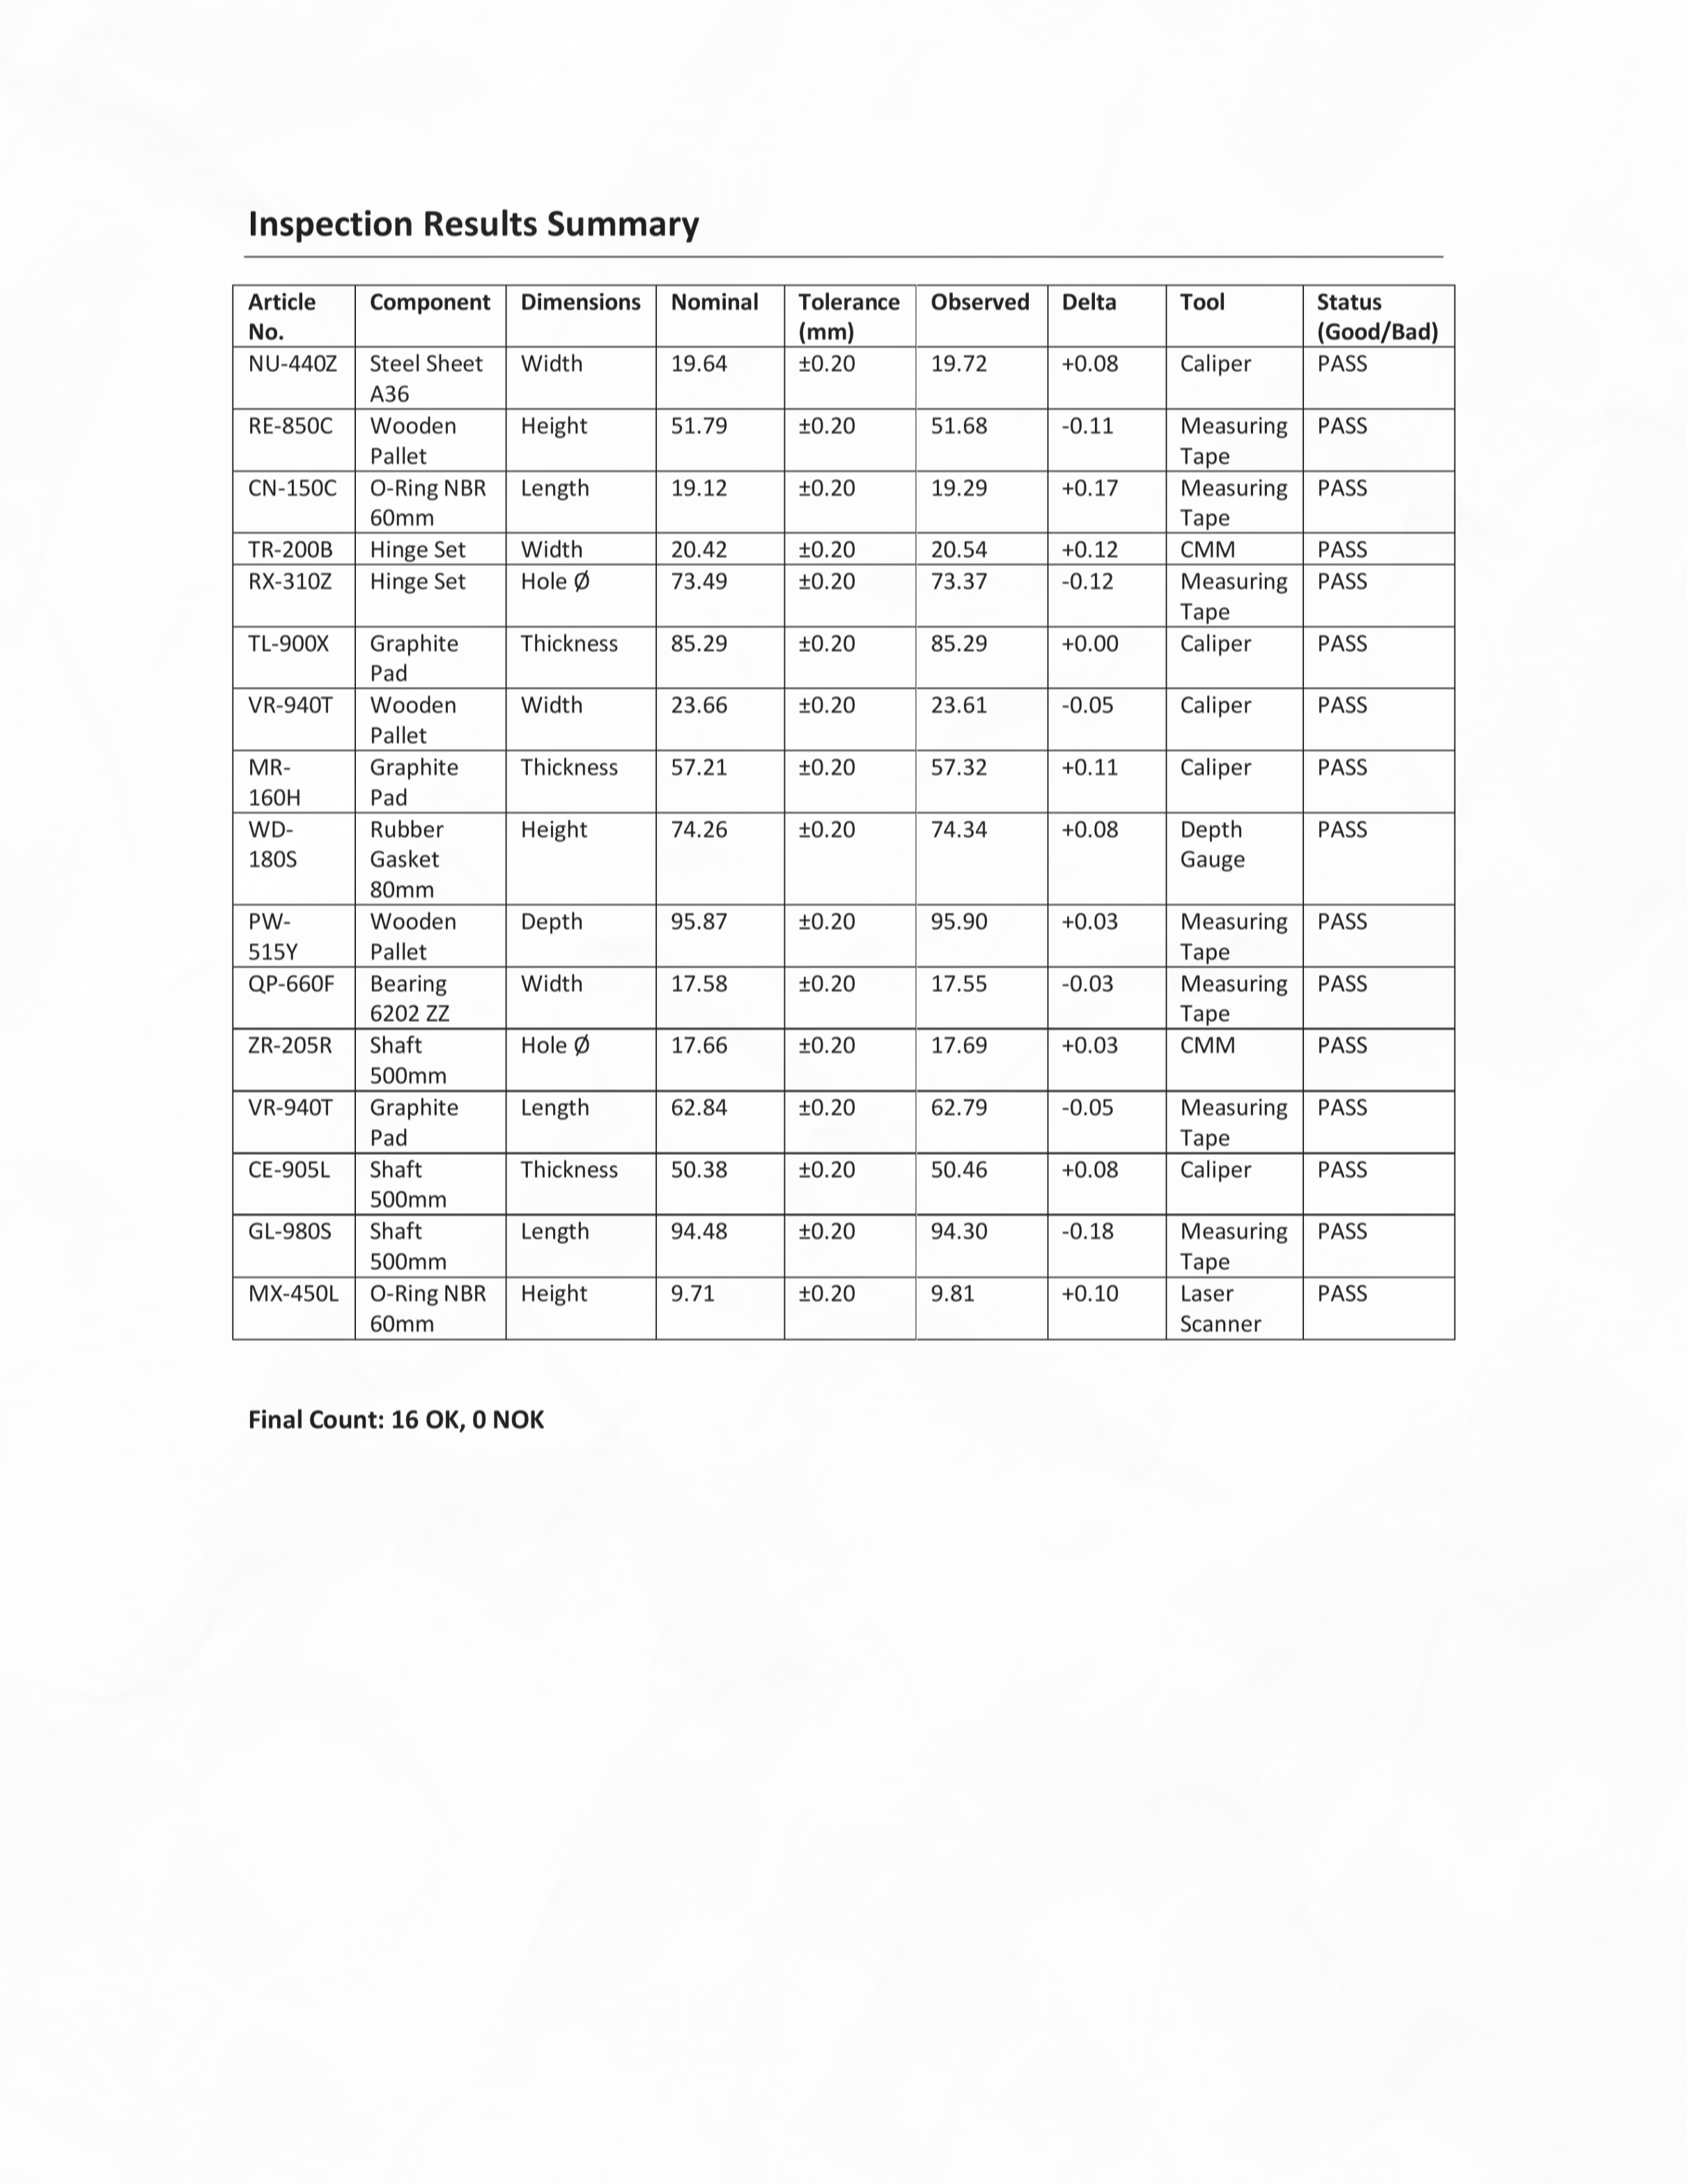 Inspection Results Summary
Article No. Component Dimensions Nominal Tolerance (mm) Observed Delta Tool Status (Good/Bad)
NU-440Z Steel Sheet A36 Width 19.64 ±0.20 19.72 +0.08 Caliper PASS
RE-850C Wooden Pallet Height 51.79 ±0.20 51.68 -0.11 Measuring Tape PASS
CN-150C O-Ring NBR 60mm Length 19.12 ±0.20 19.29 +0.17 Measuring Tape PASS
TR-200B Hinge Set Width 20.42 ±0.20 20.54 +0.12 CMM PASS
RX-310Z Hinge Set Hole Ø 73.49 ±0.20 73.37 -0.12 Measuring Tape PASS
TL-900X Graphite Pad Thickness 85.29 ±0.20 85.29 +0.00 Caliper PASS
VR-940T Wooden Pallet Width 23.66 ±0.20 23.61 -0.05 Caliper PASS
MR-160H Graphite Pad Thickness 57.21 ±0.20 57.32 +0.11 Caliper PASS
WD-180S Rubber Gasket 80mm Height 74.26 ±0.20 74.34 +0.08 Depth Gauge PASS
PW-515Y Wooden Pallet Depth 95.87 ±0.20 95.90 +0.03 Measuring Tape PASS
QP-660F Bearing 6202 ZZ Width 17.58 ±0.20 17.55 -0.03 Measuring Tape PASS
ZR-205R Shaft 500mm Hole Ø 17.66 ±0.20 17.69 +0.03 CMM PASS
VR-940T Graphite Pad Length 62.84 ±0.20 62.79 -0.05 Measuring Tape PASS
CE-905L Shaft 500mm Thickness 50.38 ±0.20 50.46 +0.08 Caliper PASS
GL-980S Shaft 500mm Length 94.48 ±0.20 94.30 -0.18 Measuring Tape PASS
MX-450L O-Ring NBR 60mm Height 9.71 ±0.20 9.81 +0.10 Laser Scanner PASS
Final Count: 16 OK, 0 NOK